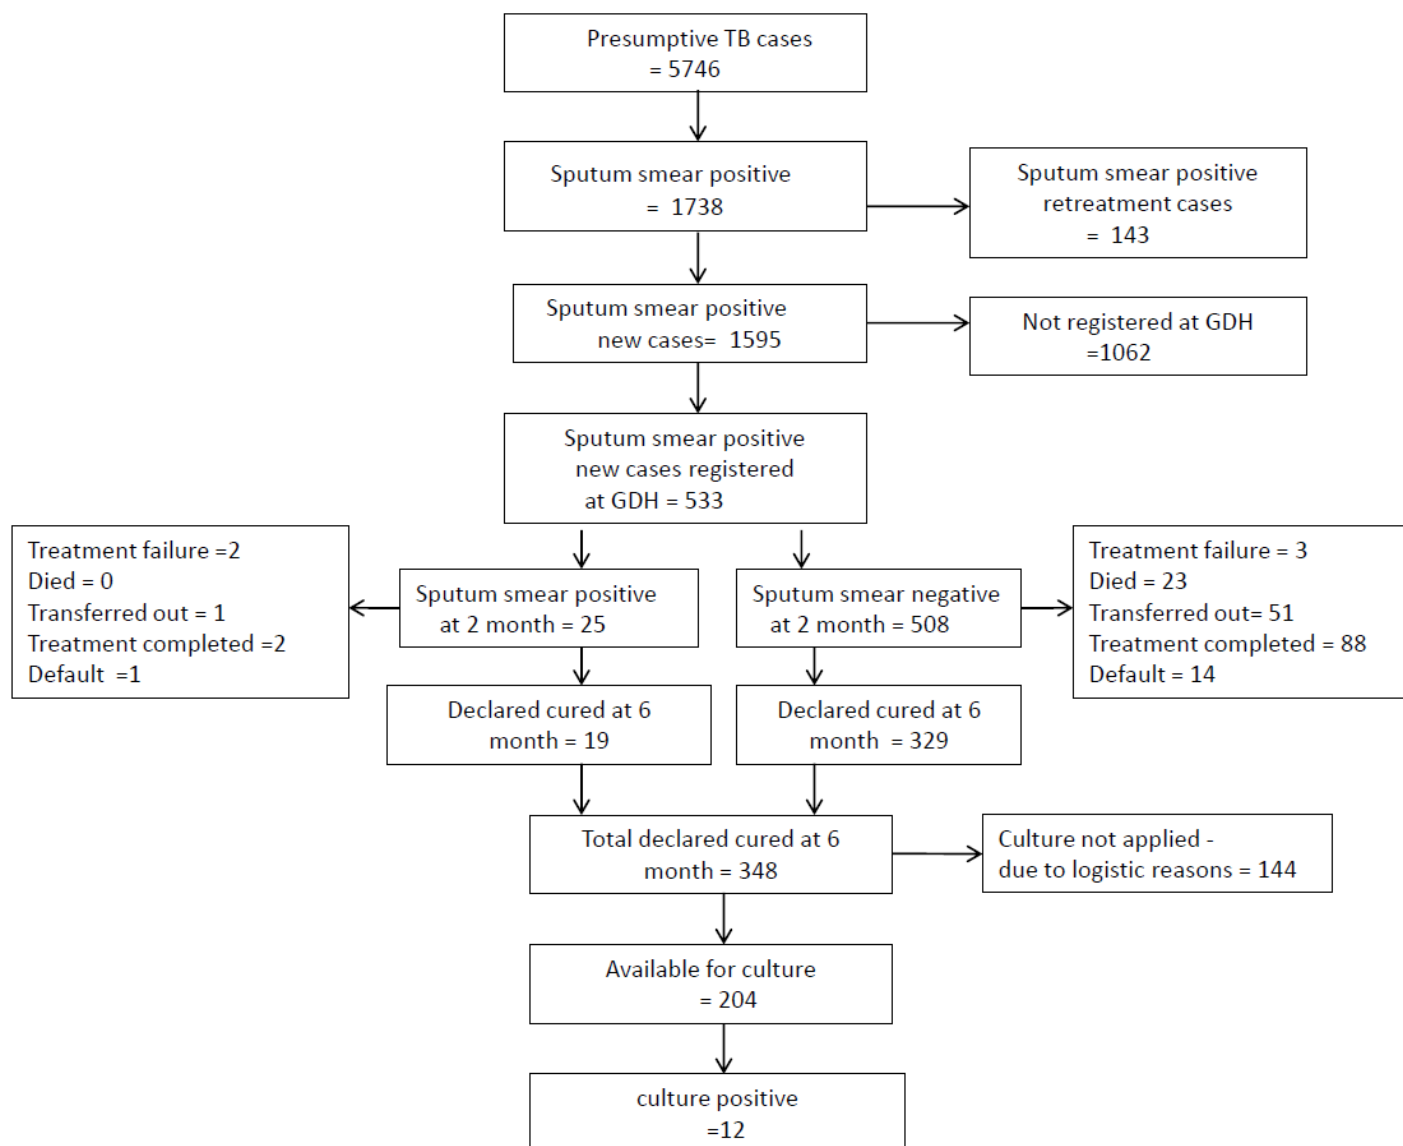 Presumptive TB cases
= 5746
Sputum smear positive
= 1738
Sputum smear positive
retreatment cases
= 143
Sputum smear positive
new cases= 1595
Not registered at GDH
=1062
Sputum smear positive
new cases registered
at GDH = 533
Treatment failure =2
Died = 0
Transferred out = 1
Treatment completed =2
Default =1
Sputum smear positive
at 2 month = 25
Sputum smear negative
at 2 month = 508
Treatment failure = 3
Died = 23
Transferred out= 51
Treatment completed = 88
Default = 14
Declared cured at 6
month = 19
Declared cured at 6
month = 329
Total declared cured at 6
month = 348
Culture not applied -
due to logistic reasons = 144
Available for culture
= 204
culture positive
=12